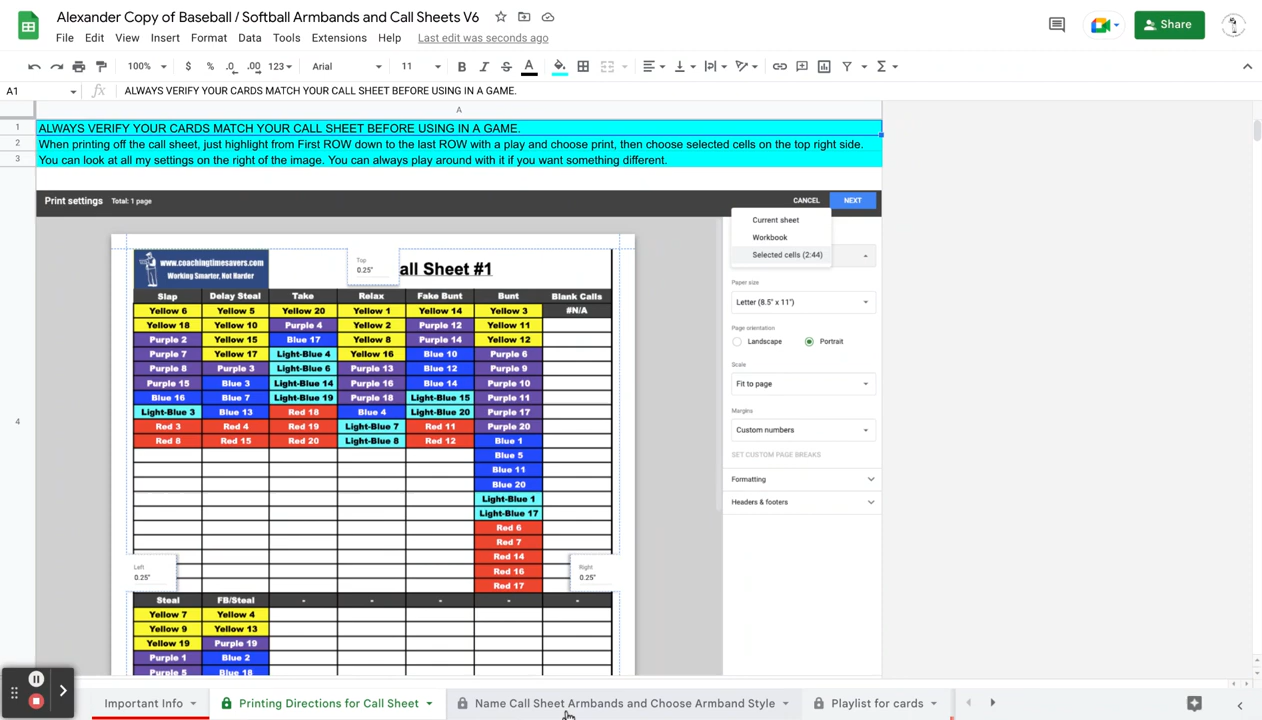 Alexander Copy of Baseball / Softball Armbands and Call Sheets V6
File Edit View Insert Format Data Tools Extensions Help Last edit was seconds ago
Share
100% $ % .0 .00 123 Arial 11 B I S A
A1 fx ALWAYS VERIFY YOUR CARDS MATCH YOUR CALL SHEET BEFORE USING IN A GAME.
A
1 ALWAYS VERIFY YOUR CARDS MATCH YOUR CALL SHEET BEFORE USING IN A GAME.
2 When printing off the call sheet, just highlight from First ROW down to the last ROW with a play and choose print, then choose selected cells on the top right side.
3 You can look at all my settings on the right of the image. You can always play around with it if you want something different.
4
Print settings Total: 1 page CANCEL NEXT
Current sheet
Workbook
Selected cells (2:44)
Paper size
Letter (8.5" x 11")
Page orientation
Landscape Portrait
Scale
Fit to page
Margins
Custom numbers
SET CUSTOM PAGE BREAKS
Formatting
Headers & footers
www.coachingtimesavers.com
Working Smarter, Not Harder
Top
0.25"
all Sheet #1
Slap Delay Steal Take Relax Fake Bunt Bunt Blank Calls
Yellow 6 Yellow 5 Yellow 20 Yellow 1 Yellow 14 Yellow 3 #N/A
Yellow 18 Yellow 10 Purple 4 Yellow 2 Purple 12 Yellow 11
Purple 2 Yellow 15 Blue 17 Yellow 8 Purple 14 Yellow 12
Purple 7 Yellow 17 Light-Blue 4 Yellow 16 Blue 10 Purple 6
Purple 8 Purple 3 Light-Blue 6 Purple 13 Blue 12 Purple 9
Purple 15 Blue 3 Light-Blue 14 Purple 16 Blue 14 Purple 10
Blue 16 Blue 7 Light-Blue 19 Purple 18 Light-Blue 15 Purple 11
Light-Blue 3 Blue 13 Red 18 Blue 4 Light-Blue 20 Purple 17
Red 3 Red 4 Red 19 Light-Blue 7 Red 11 Purple 20
Red 8 Red 15 Red 20 Light-Blue 8 Red 12 Blue 1
Blue 5
Blue 11
Blue 20
Light-Blue 1
Light-Blue 17
Red 6
Red 7
Red 14
Red 16
Red 17
Left
0.25"
Right
0.25"
Steal FB/Steal - - - - -
Yellow 7 Yellow 4
Yellow 9 Yellow 13
Yellow 19 Purple 19
Purple 1 Blue 2
Purple 5 Blue 18
Important Info Printing Directions for Call Sheet Name Call Sheet Armbands and Choose Armband Style Playlist for cards